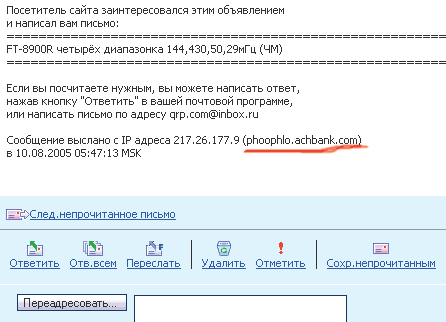 Посетитель сайта заинтересовался этим объявлением
и написал вам письмо:
================================================
FT-8900R четырёх диапазонка 144,430,50,29мГц (ЧМ)
================================================
Если вы посчитаете нужным, вы можете написать ответ,
нажав кнопку "Ответить" в вашей почтовой программе,
или написать письмо по адресу qrp.com@inbox.ru
Сообщение выслано с IP адреса 217.26.177.9 (phoophlo.achbank.com)
в 10.08.2005 05:47:13 MSK
След.непрочитанное письмо
Ответить Отв.всем Переслать Удалить Отметить Сохр.непрочитанным
Переадресовать...